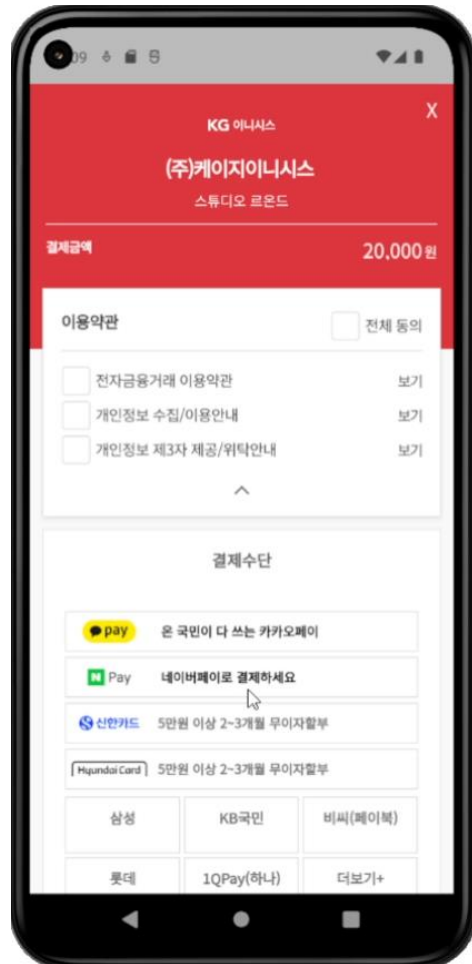 09
X
KG 이니시스
(주)케이지이니시스
스튜디오 르온드
결제금액 20,000 원
이용약관 전체 동의
전자금융거래 이용약관 보기
개인정보 수집/이용안내 보기
개인정보 제3자 제공/위탁안내 보기
결제수단
pay 온 국민이 다 쓰는 카카오페이
N Pay 네이버페이로 결제하세요
신한카드 5만원 이상 2~3개월 무이자할부
Hyundai Card 5만원 이상 2~3개월 무이자할부
삼성 KB국민 비씨(페이북)
롯데 1QPay(하나) 더보기+